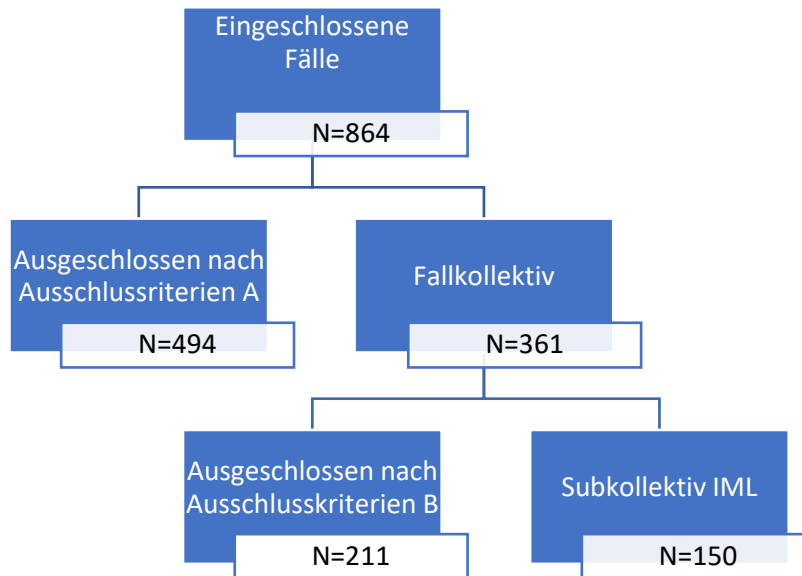 Eingeschlossene
Fälle
N=864
Ausgeschlossen nach
Ausschlussriterien A
N=494
Fallkollektiv
N=361
Ausgeschlossen nach
Ausschlusskriterien B
N=211
Subkollektiv IML
N=150